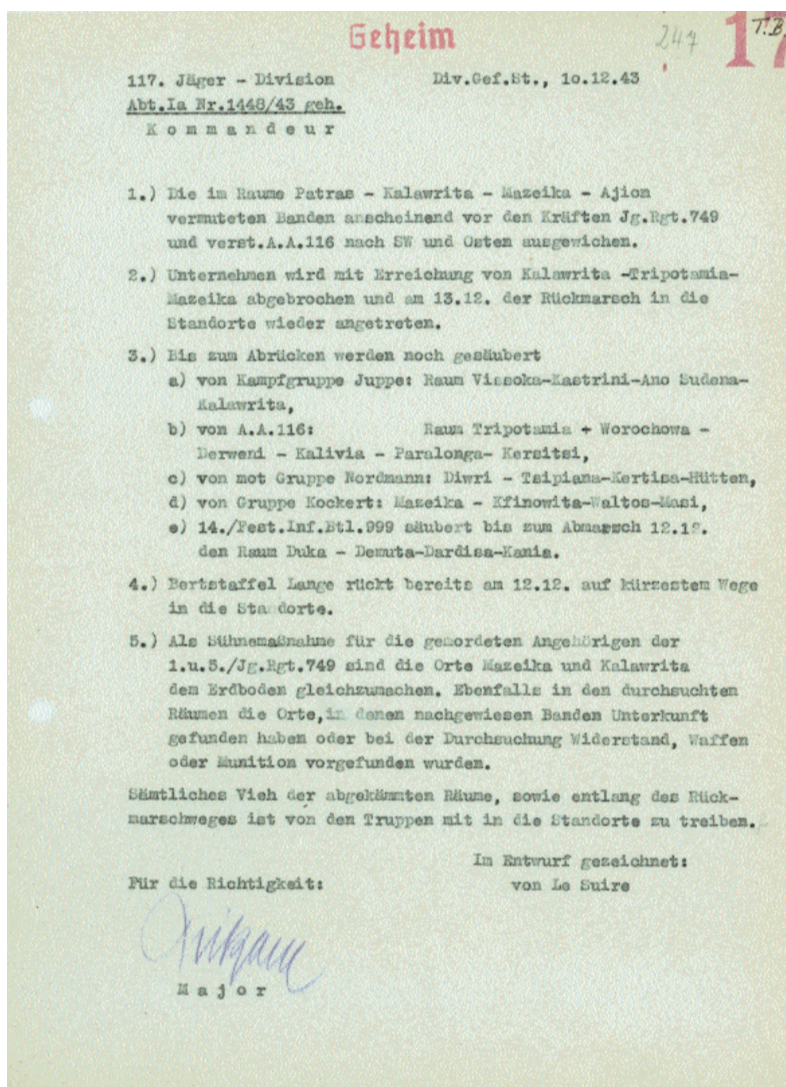 Geheim
247
17
T.B.
117. Jäger - Division Div.Gef.St., 10.12.43
Abt.Ia Nr.1448/43 geh.
K o m m a n d e u r
1.) Die im Raume Patras - Kalawrita - Mazeika - Ajion
vermuteten Banden anscheinend vor den Kräften Jg.Rgt.749
und verst.A.A.116 nach SW und Osten ausgewichen.
2.) Unternehmen wird mit Erreichung von Kalawrita -Tripotamia-
Mazeika abgebrochen und am 13.12. der Rückmarsch in die
Standorte wieder angetreten.
3.) Bis zum Abrücken werden noch gesäubert
a) von Kampfgruppe Juppe: Raum Vissoka-Kastrini-Ano Sudena-
Kalawrita,
b) von A.A.116: Raum Tripotamia + Worochowa -
Derweni - Kalivia - Paralonga- Kersitsi,
c) von mot Gruppe Nordmann: Diwri - Tsipiana-Kertisa-Hütten,
d) von Gruppe Kockert: Mazeika - Kfinowita-Waltos-Masi,
e) 14./Fest.Inf.Btl.999 säubert bis zum Abmarsch 12.12.
den Raum Duka - Demuta-Dardisa-Kania.
4.) Bertstaffel Lange rückt bereits am 12.12. auf kürzestem Wege
in die Standorte.
5.) Als Sühnemaßnahme für die gemordeten Angehörigen der
1.u.5./Jg.Rgt.749 sind die Orte Mazeika und Kalawrita
dem Erdboden gleichzumachen. Ebenfalls in den durchsuchten
Räumen die Orte,in denen nachgewiesen Banden Unterkunft
gefunden haben oder bei der Durchsuchung Widerstand, Waffen
oder Munition vorgefunden wurden.
Sämtliches Vieh der abgekämmten Räume, sowie entlang des Rück-
marschweges ist von den Truppen mit in die Standorte zu treiben.
Im Entwurf gezeichnet:
Für die Richtigkeit: von Le Suire
M a j o r